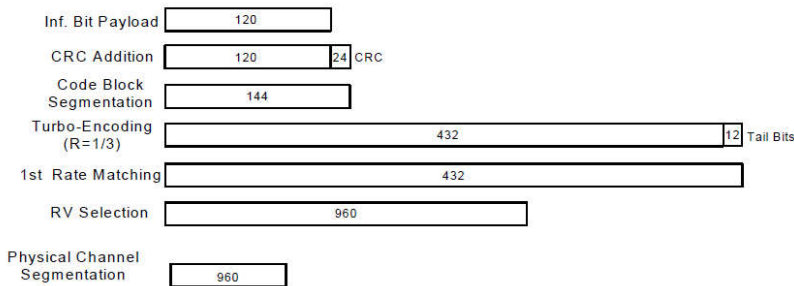 Inf. Bit Payload
120
CRC Addition
120
24
CRC
Code Block
Segmentation
144
Turbo-Encoding
(R=1/3)
432
12
Tail Bits
1st Rate Matching
432
RV Selection
960
Physical Channel
Segmentation
960